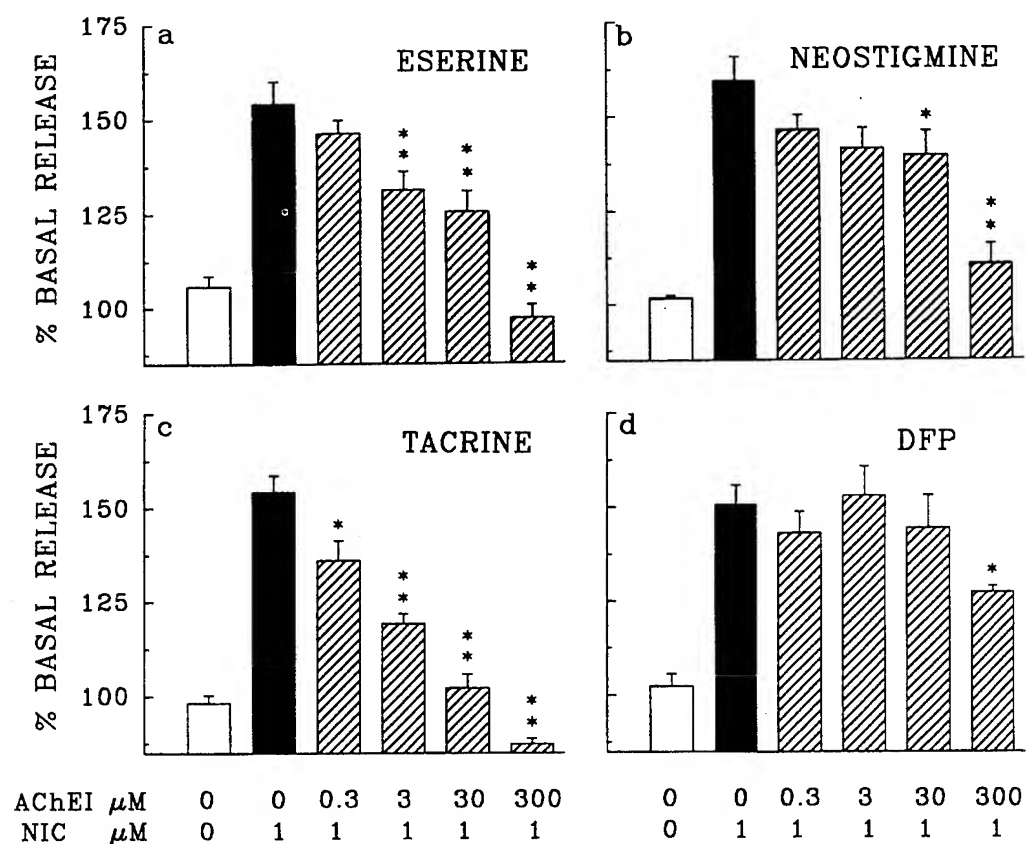 a ESERINE
175
150
125
100
% BASAL RELEASE
* *
* *
* *
b NEOSTIGMINE
*
* *
c TACRINE
175
150
125
100
% BASAL RELEASE
*
* *
* *
* *
d DFP
*
AChEI μM 0 0 0.3 3 30 300 0 0 0.3 3 30 300
NIC μM 0 1 1 1 1 1 0 1 1 1 1 1